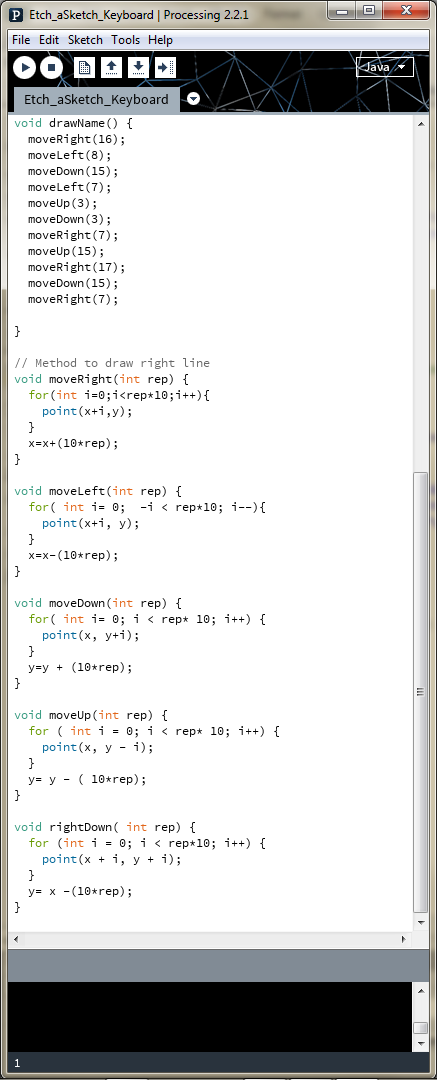 Etch_aSketch_Keyboard | Processing 2.2.1
File Edit Sketch Tools Help
Java
Etch_aSketch_Keyboard
void drawName() {
  moveRight(16);
  moveLeft(8);
  moveDown(15);
  moveLeft(7);
  moveUp(3);
  moveDown(3);
  moveRight(7);
  moveUp(15);
  moveRight(17);
  moveDown(15);
  moveRight(7);

}

// Method to draw right line
void moveRight(int rep) {
  for(int i=0;i<rep*10;i++){
    point(x+i,y);
  }
  x=x+(10*rep);
}

void moveLeft(int rep) {
  for( int i= 0;  -i < rep*10; i--){
    point(x+i, y);
  }
  x=x-(10*rep);
}

void moveDown(int rep) {
  for( int i= 0; i < rep* 10; i++) {
    point(x, y+i);
  }
  y=y + (10*rep);
}

void moveUp(int rep) {
  for ( int i = 0; i < rep* 10; i++) {
    point(x, y - i);
  }
  y= y - ( 10*rep);
}

void rightDown( int rep) {
  for (int i = 0; i < rep*10; i++) {
    point(x + i, y + i);
  }
  y= x -(10*rep);
}
1